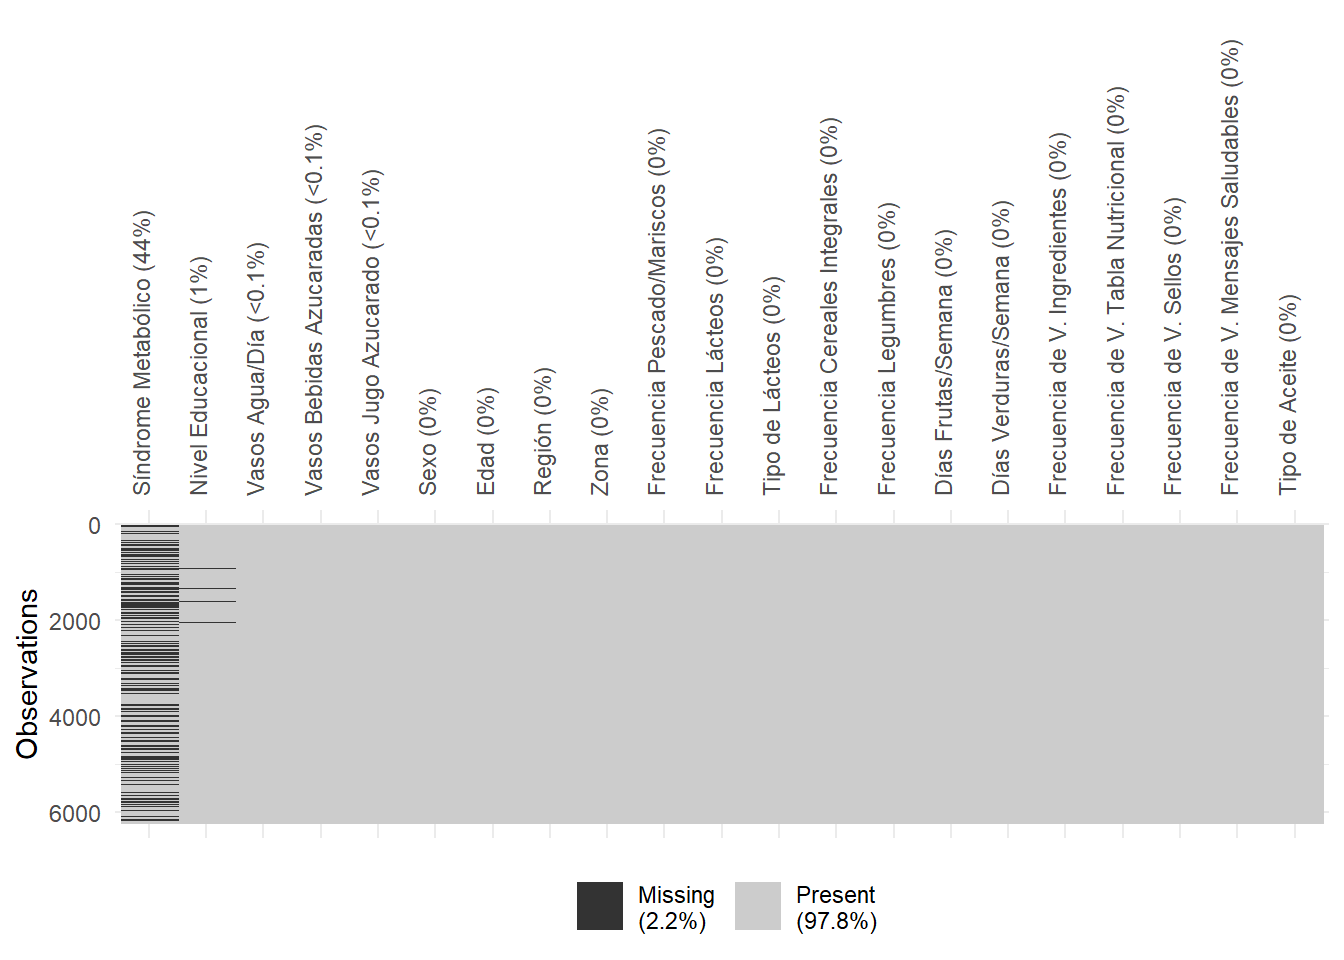 Síndrome Metabólico (44%)
Nivel Educacional (1%)
Vasos Agua/Día (<0.1%)
Vasos Bebidas Azucaradas (<0.1%)
Vasos Jugo Azucarado (<0.1%)
Sexo (0%)
Edad (0%)
Región (0%)
Zona (0%)
Frecuencia Pescado/Mariscos (0%)
Frecuencia Lácteos (0%)
Tipo de Lácteos (0%)
Frecuencia Cereales Integrales (0%)
Frecuencia Legumbres (0%)
Días Frutas/Semana (0%)
Días Verduras/Semana (0%)
Frecuencia de V. Ingredientes (0%)
Frecuencia de V. Tabla Nutricional (0%)
Frecuencia de V. Sellos (0%)
Frecuencia de V. Mensajes Saludables (0%)
Tipo de Aceite (0%)
0
2000
4000
6000
Observations
Missing
(2.2%)
Present
(97.8%)